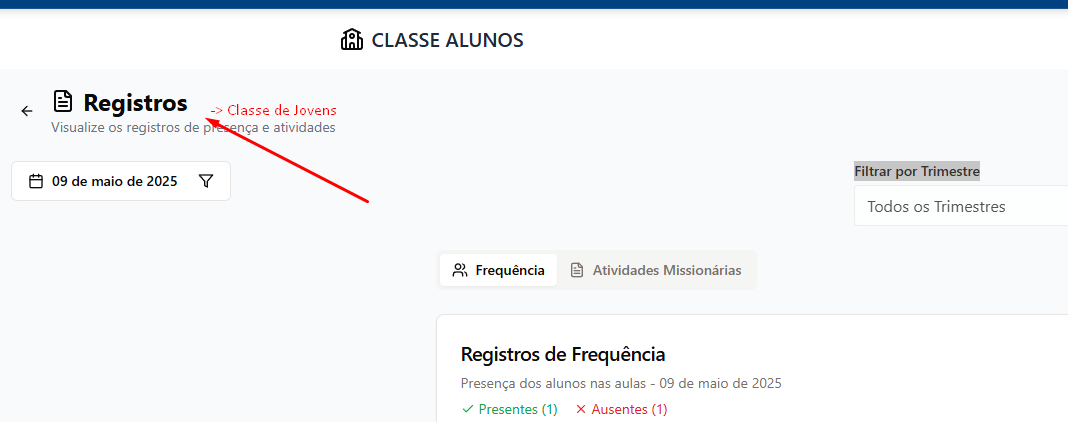 CLASSE ALUNOS
Registros -> Classe de Jovens
Visualize os registros de presença e atividades
09 de maio de 2025
Filtrar por Trimestre
Todos os Trimestres
Frequência Atividades Missionárias
Registros de Frequência
Presença dos alunos nas aulas - 09 de maio de 2025
Presentes (1) Ausentes (1)